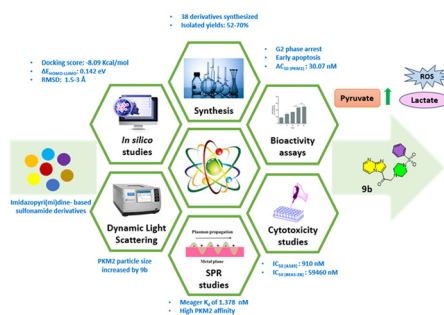 • 38 derivatives synthesized
• Isolated yields: 52-70%
• Docking score: -8.09 Kcal/mol
• ΔE HOMO-LUMO: 0.142 eV
• RMSD: 1.5-3 Å
• G2 phase arrest
• Early apoptosis
• AC50 (PKM2) : 30.07 nM
ROS
Pyruvate
Lactate
Synthesis
In silico
studies
Bioactivity
assays
Imidazopyri(mi)dine- based
sulfonamide derivatives
9b
Dynamic Light
Scattering
Cytotoxicity
studies
Plasmon propagation
Metal plane
SPR
studies
PKM2 particle size
increased by 9b
• IC50 (A549) : 910 nM
• IC50 (BEAS-2B) : 59460 nM
• Meager Kd of 1.378 nM
• High PKM2 affinity